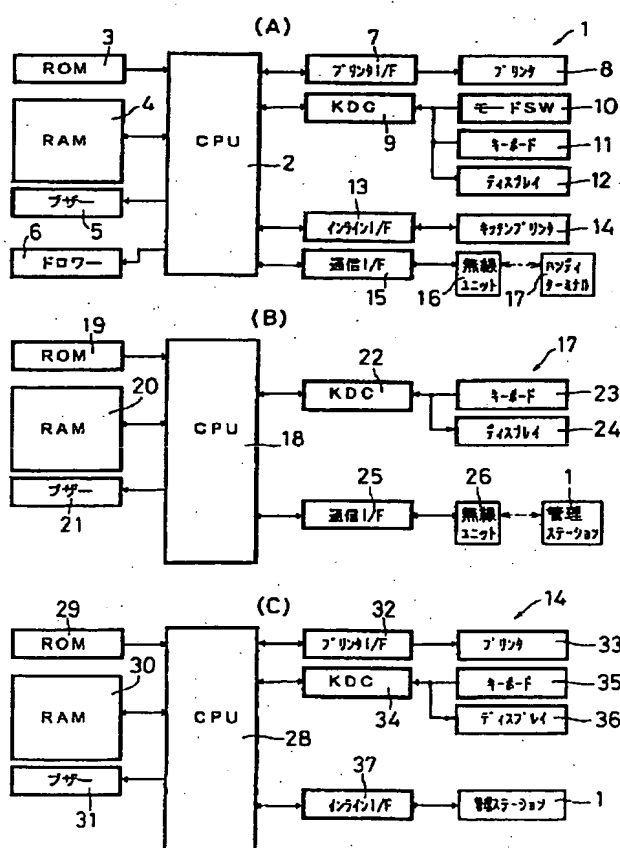 (A)
3
7
1
ROM
プリンタI/F
プリンタ
8
4
KDC
モードSW
10
RAM
CPU
9
キーボード
11
2
ディスプレイ
12
ブザー
13
5
インラインI/F
キッチンプリンタ
14
6
ドロワー
通信I/F
無線
ユニット
ハンディ
ターミナル
15
16
17
(B)
19
ROM
22
17
20
KDC
キーボード
23
RAM
CPU
18
ディスプレイ
24
ブザー
25
26
1
21
通信I/F
無線
ユニット
管理
ステーション
(C)
29
32
14
ROM
プリンタI/F
プリンタ
33
30
KDC
キーボード
35
RAM
CPU
34
ディスプレイ
36
28
ブザー
37
31
インラインI/F
管理ステーション
1